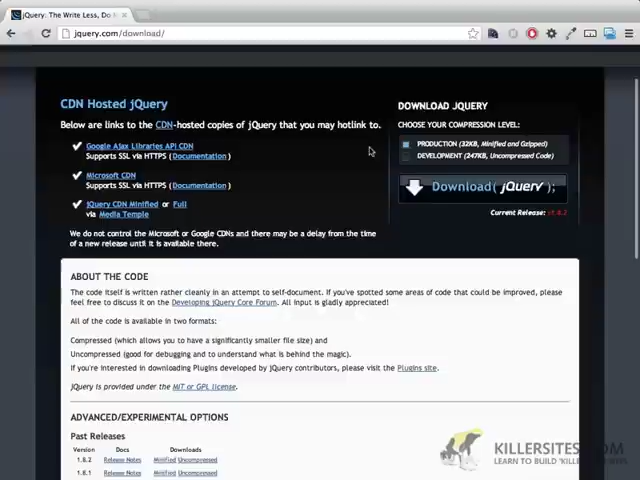 jQuery: The Write Less, Do
jquery.com/download/
CDN Hosted jQuery
Below are links to the CDN-hosted copies of jQuery that you may hotlink to.
Google Ajax Libraries API CDN
Supports SSL via HTTPS (Documentation )
Microsoft CDN
Supports SSL via HTTPS (Documentation )
jQuery CDN Minified or Full
via Media Temple
We do not control the Microsoft or Google CDNs and there may be a delay from the time
of a new release until it is available there.
DOWNLOAD JQUERY
CHOOSE YOUR COMPRESSION LEVEL:
PRODUCTION (32KB, Minified and Gzipped)
DEVELOPMENT (247KB, Uncompressed Code)
Download( jQuery );
Current Release: v1.8.2
ABOUT THE CODE
The code itself is written rather cleanly in an attempt to self-document. If you've spotted some areas of code that could be improved, please
feel free to discuss it on the Developing jQuery Core Forum. All input is gladly appreciated!
All of the code is available in two formats:
Compressed (which allows you to have a significantly smaller file size) and
Uncompressed (good for debugging and to understand what is behind the magic).
If you're interested in downloading Plugins developed by jQuery contributors, please visit the Plugins site.
jQuery is provided under the MIT or GPL license.
ADVANCED/EXPERIMENTAL OPTIONS
Past Releases
Version Docs Downloads
1.8.2 Release Notes Minified Uncompressed
1.8.1 Release Notes Minified Uncompressed
KILLERSITES.COM
LEARN TO BUILD 'KILLER' WEBSITES